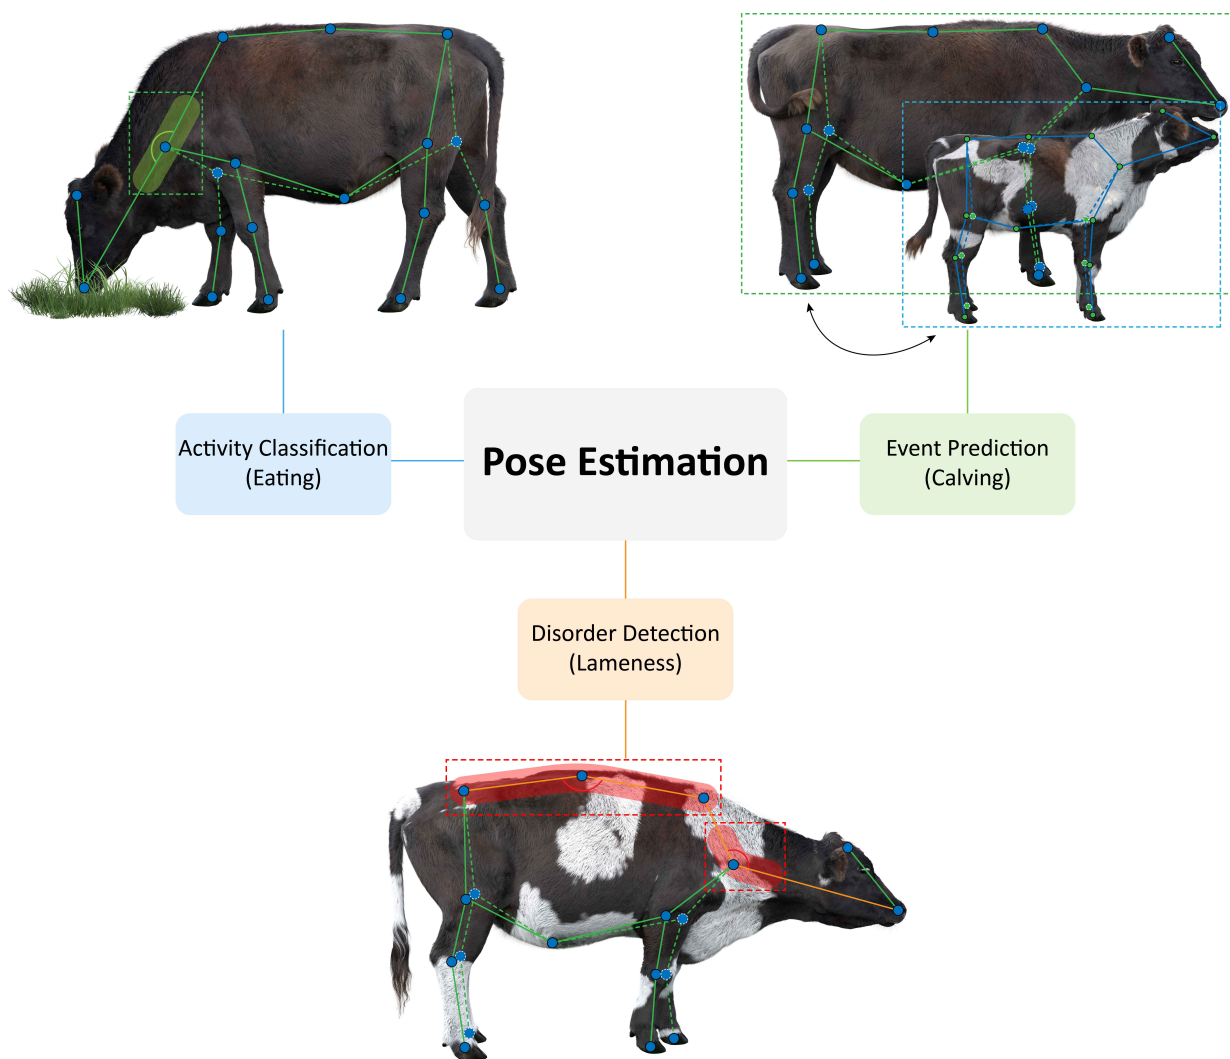 Activity Classification
(Eating)
Pose Estimation
Event Prediction
(Calving)
Disorder Detection
(Lameness)